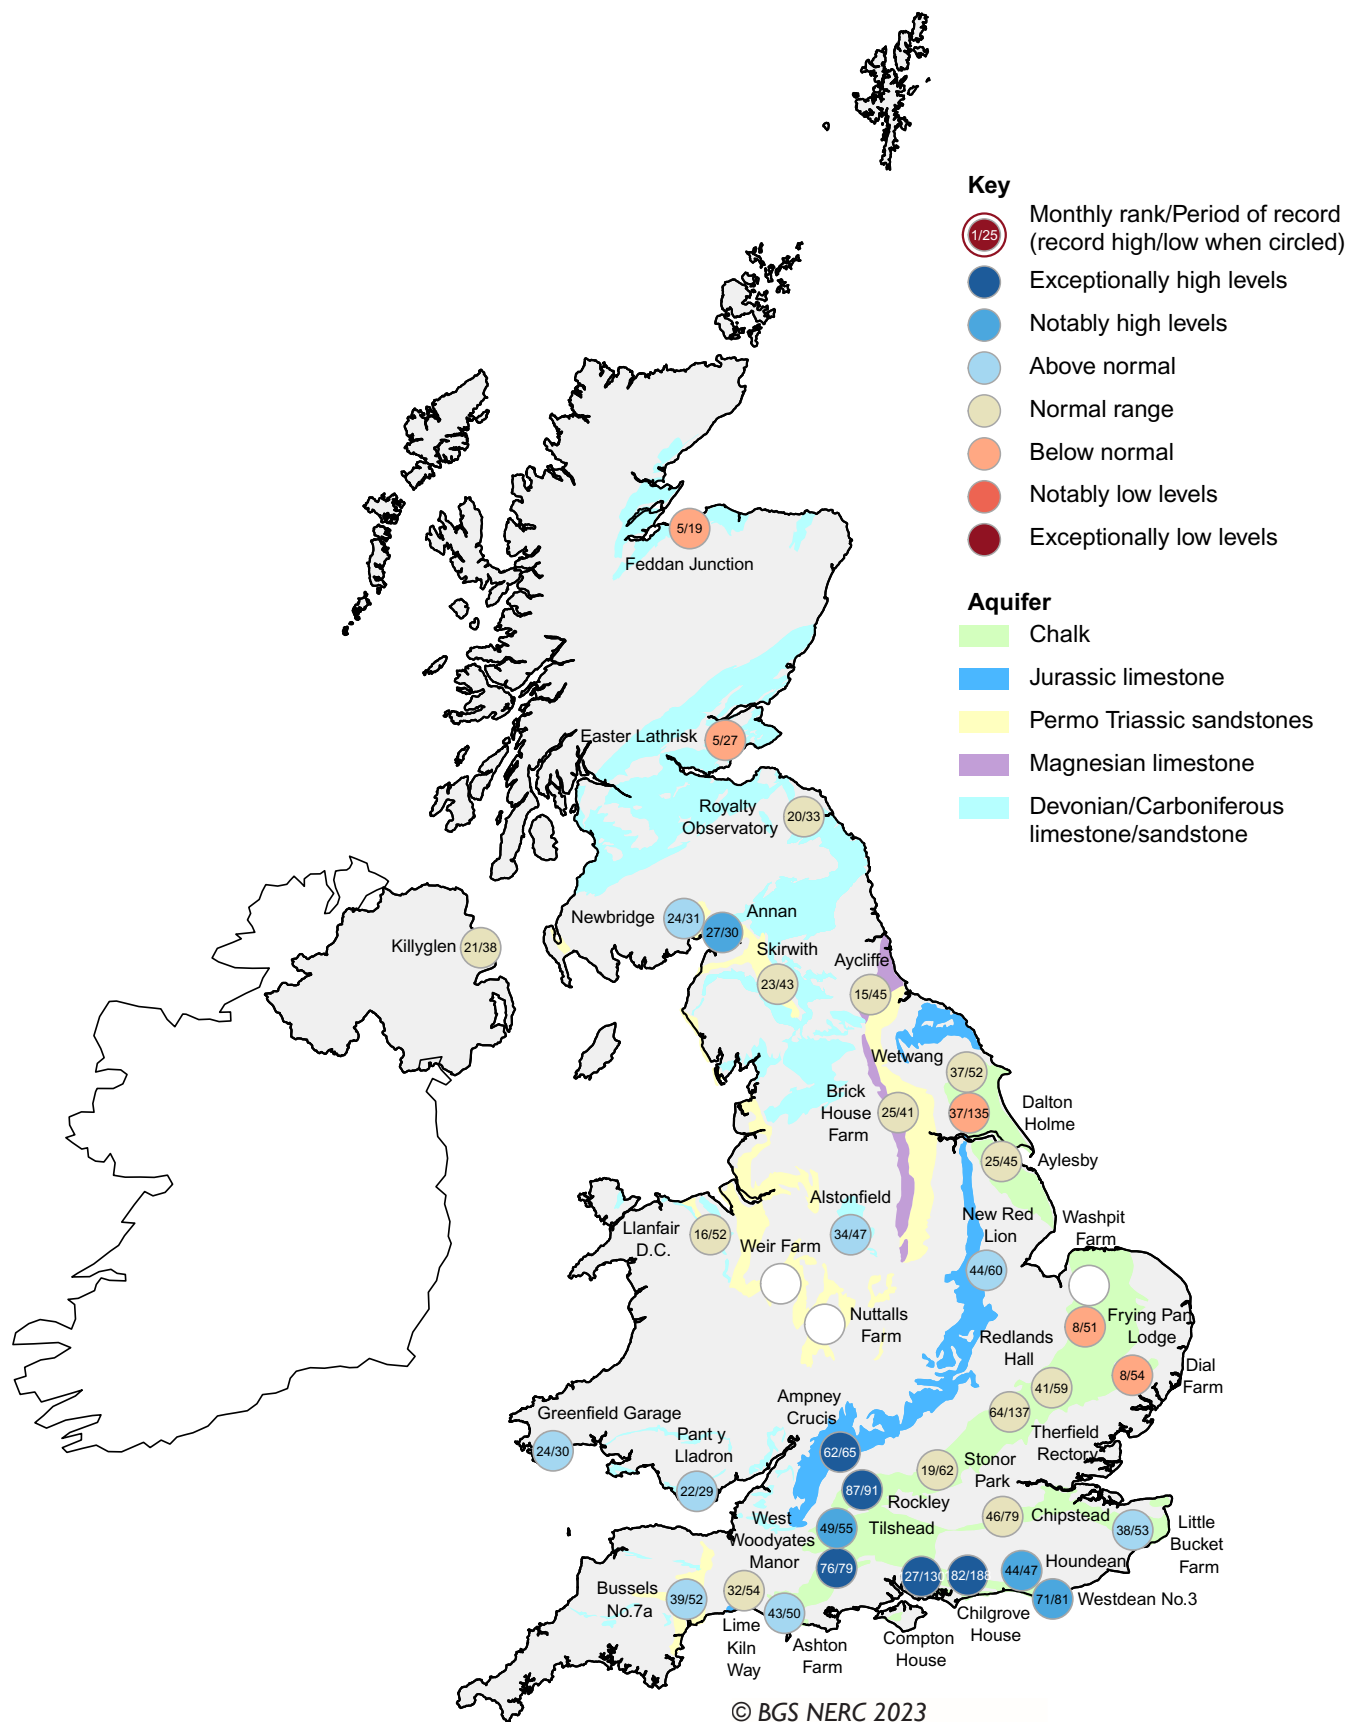 Key
1/25
Monthly rank/Period of record
(record high/low when circled)
Exceptionally high levels
Notably high levels
Above normal
Normal range
Below normal
Notably low levels
Exceptionally low levels
Aquifer
Chalk
Jurassic limestone
Permo Triassic sandstones
Magnesian limestone
Devonian/Carboniferous
limestone/sandstone
5/19
Feddan Junction
Easter Lathrisk
5/27
Royalty
Observatory
20/33
Newbridge
24/31
27/30
Annan
Killyglen
21/38
Skirwith
23/43
Aycliffe
15/45
Wetwang
37/52
Brick
House
Farm
25/41
37/135
Dalton
Holme
25/45
Aylesby
Llanfair
D.C.
16/52
Weir Farm
Alstonfield
34/47
New Red
Lion
44/60
Washpit
Farm
Nuttalls
Farm
8/51
Frying Pan
Lodge
Redlands
Hall
41/59
8/54
Dial
Farm
64/137
Therfield
Rectory
Greenfield Garage
24/30
Pant y
Lladron
22/29
Ampney
Crucis
62/65
19/62
Stonor
Park
87/91
Rockley
49/55
Tilshead
46/79
Chipstead
38/53
Little
Bucket
Farm
West
Woodyates
Manor
76/79
127/130
182/188
44/47
Houndean
71/81
Westdean No.3
Bussels
No.7a
39/52
32/54
Lime
Kiln
Way
43/50
Ashton
Farm
Compton
House
Chilgrove
House
© BGS NERC 2023